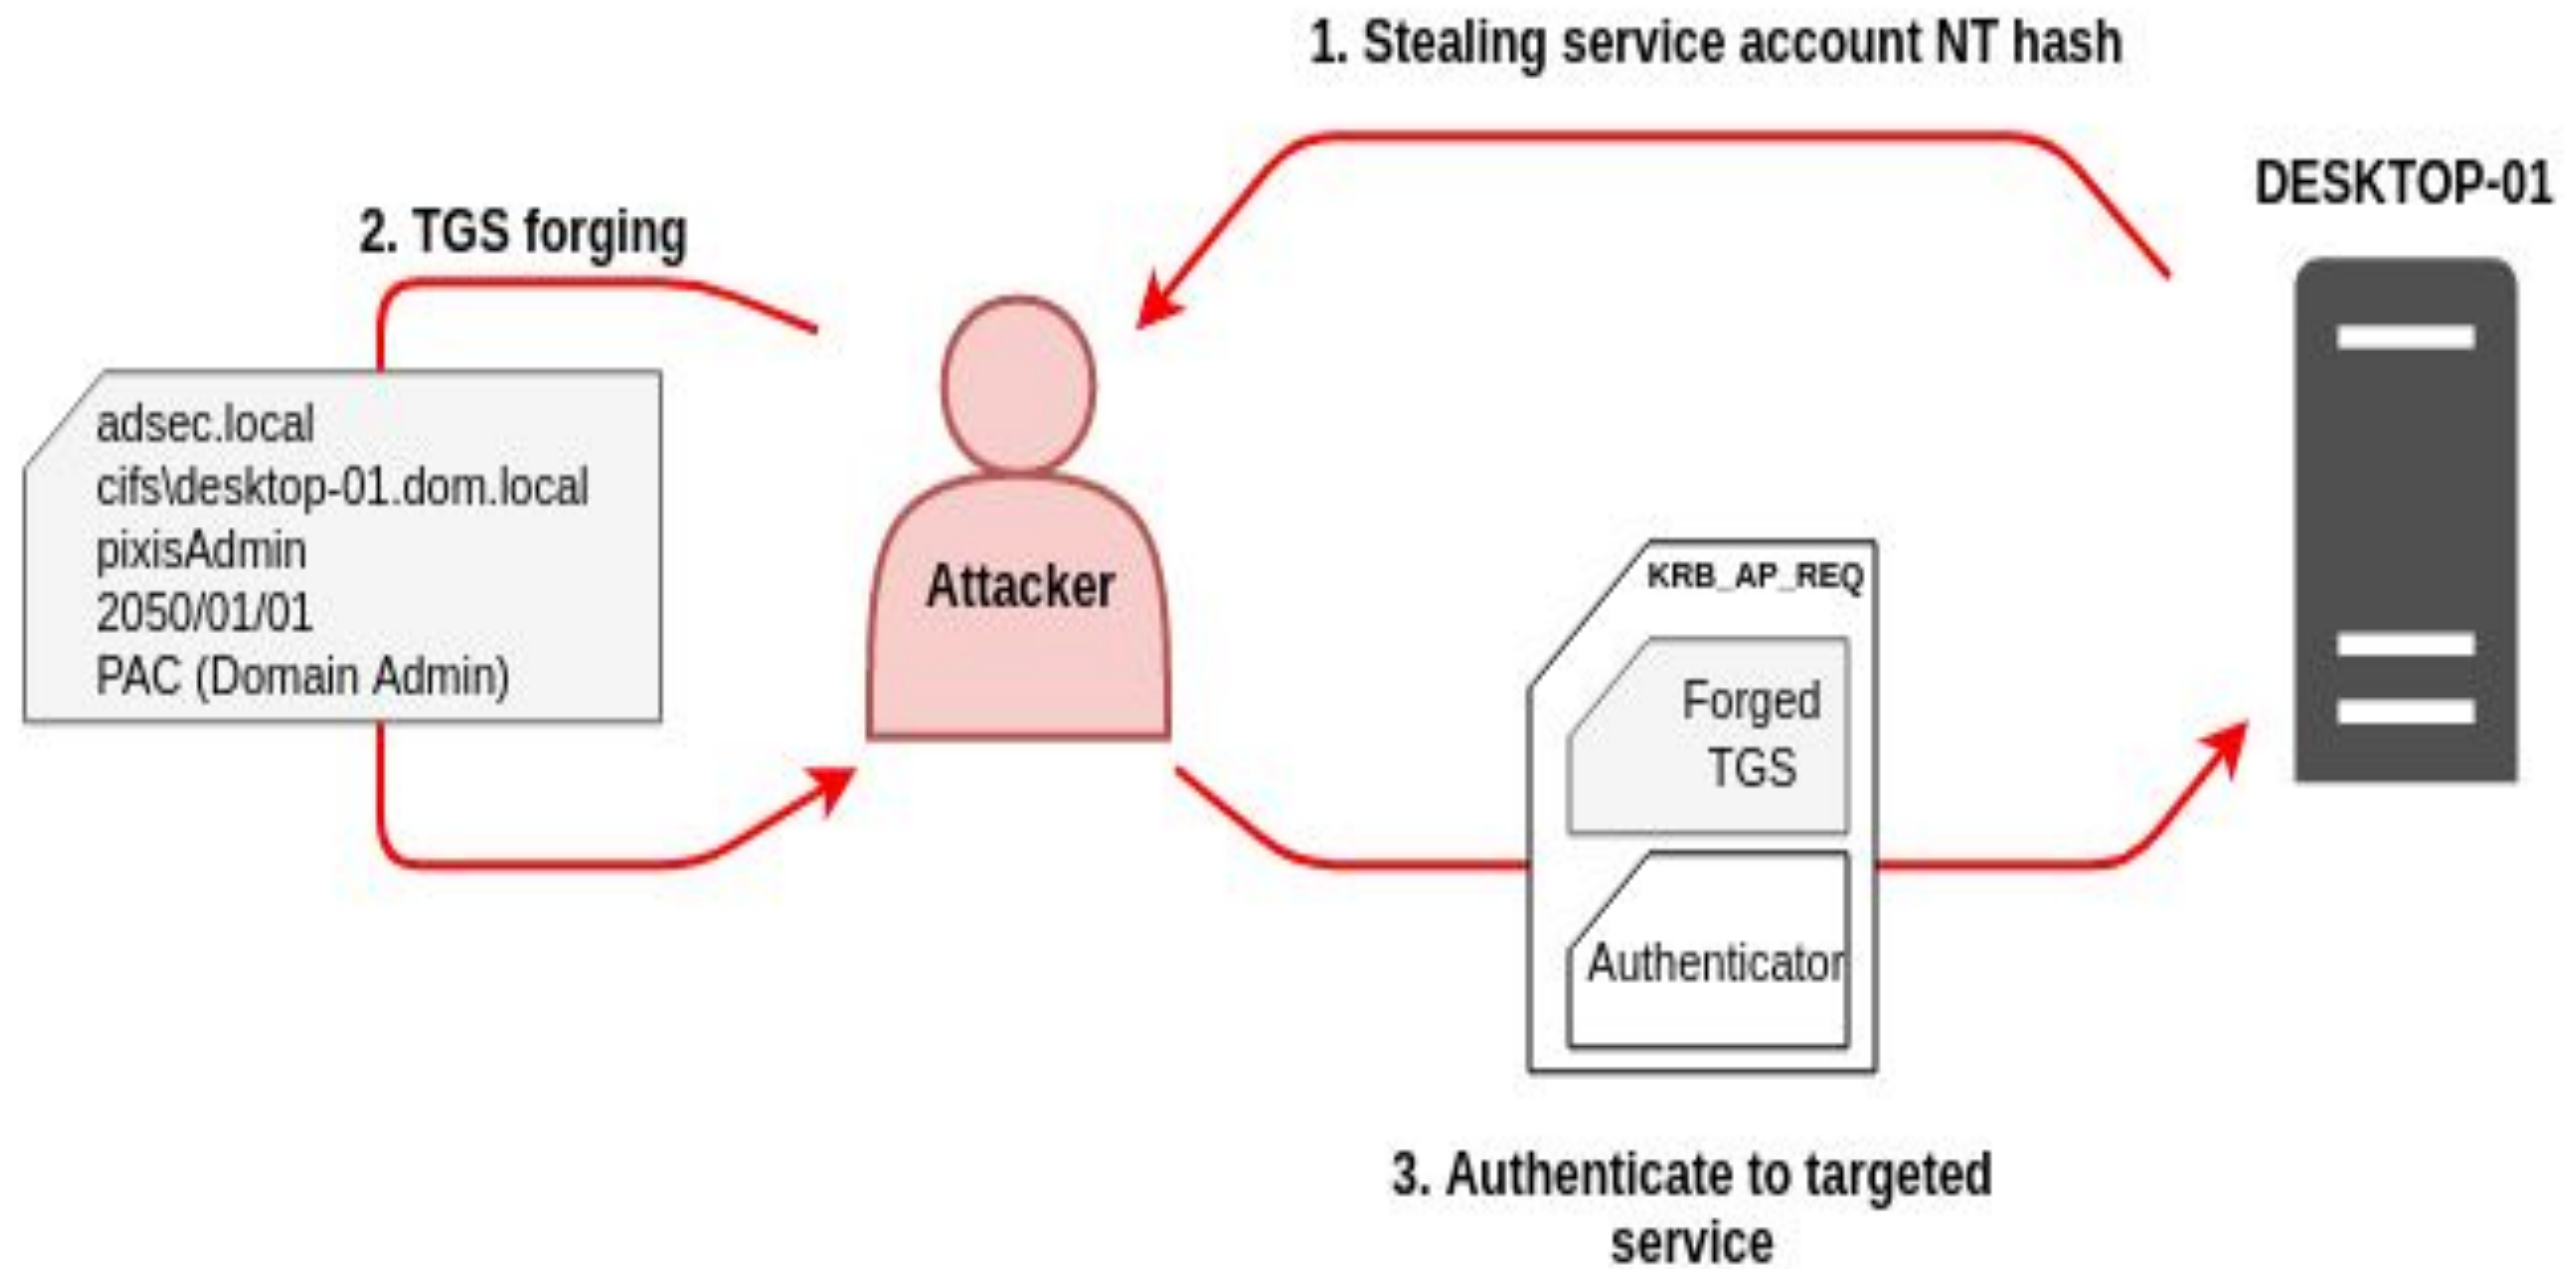 1. Stealing service account NT hash
DESKTOP-01
2. TGS forging
adsec.local
cifs\desktop-01.dom.local
pixisAdmin
2050/01/01
PAC (Domain Admin)
Attacker
KRB_AP_REQ
Forged
TGS
Authenticator
3. Authenticate to targeted
service